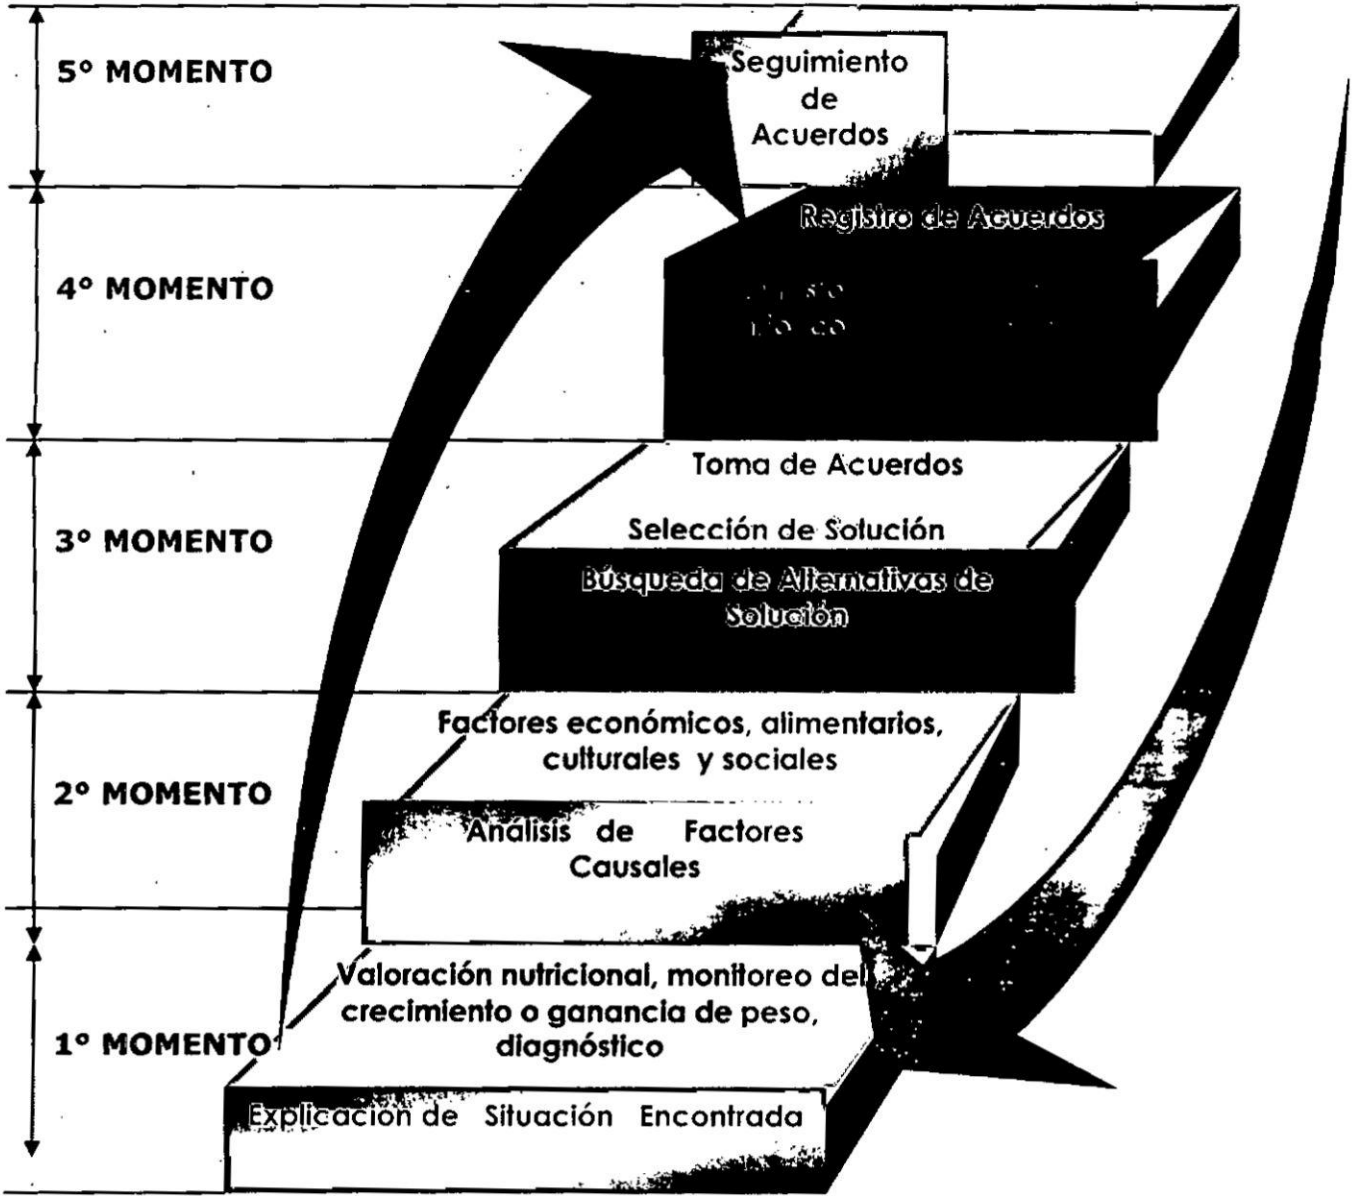 5° MOMENTO
Seguimiento
de
Acuerdos
4° MOMENTO
Registro de Acuerdos
3° MOMENTO
Toma de Acuerdos
Selección de Solución
Búsqueda de Alternativas de
Solución
2° MOMENTO
Factores económicos, alimentarios,
culturales y sociales
Análisis de Factores
Causales
1° MOMENTO
Valoración nutricional, monitoreo del
crecimiento o ganancia de peso,
diagnóstico
Explicación de Situación Encontrada